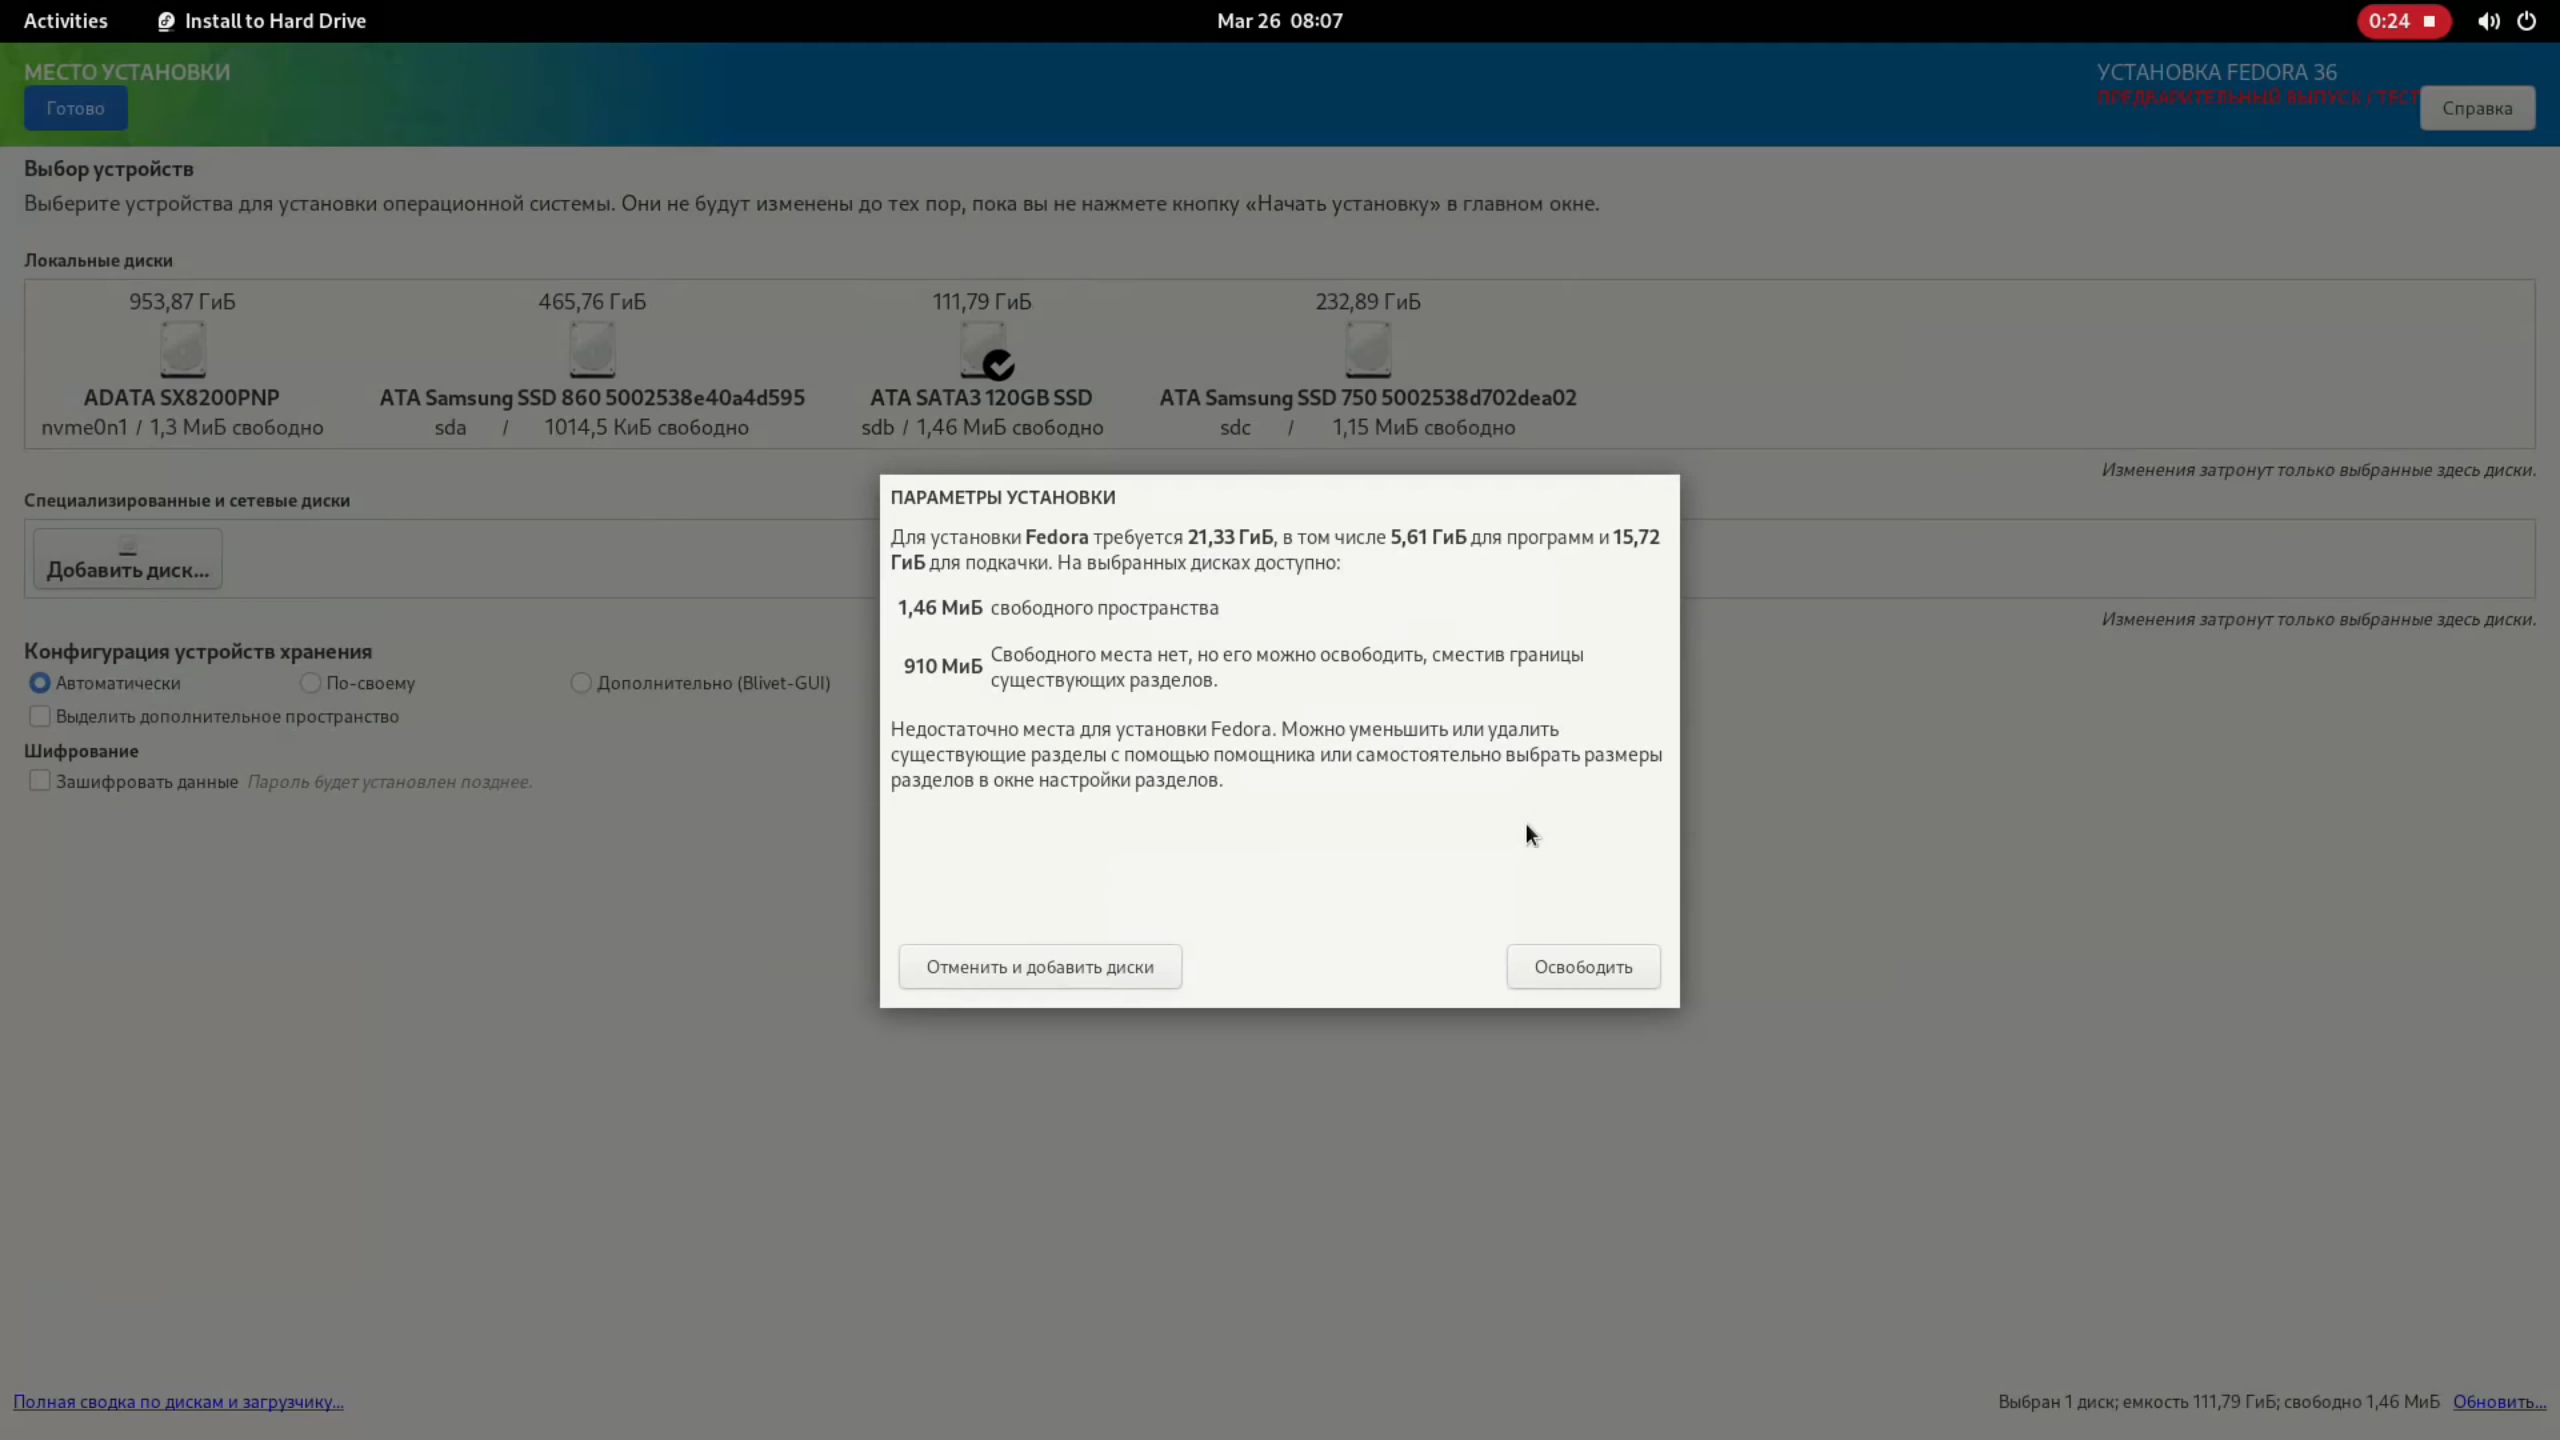 Activities Install to Hard Drive Mar 26 08:07 0:24
МЕСТО УСТАНОВКИ
УСТАНОВКА FEDORA 36
ПРЕДВАРИТЕЛЬНЫЙ ВЫПУСК / ТЕСТ
Готово
Справка
Выбор устройств
Выберите устройства для установки операционной системы. Они не будут изменены до тех пор, пока вы не нажмете кнопку «Начать установку» в главном окне.
Локальные диски
953,87 ГиБ 465,76 ГиБ 111,79 ГиБ 232,89 ГиБ
ADATA SX8200PNP ATA Samsung SSD 860 5002538e40a4d595 ATA SATA3 120GB SSD ATA Samsung SSD 750 5002538d702dea02
nvme0n1 / 1,3 МиБ свободно sda / 1014,5 КиБ свободно sdb / 1,46 МиБ свободно sdc / 1,15 МиБ свободно
Изменения затронут только выбранные здесь диски.
Специализированные и сетевые диски
Добавить диск...
Изменения затронут только выбранные здесь диски.
Конфигурация устройств хранения
Автоматически По-своему Дополнительно (Blivet-GUI)
Выделить дополнительное пространство
Шифрование
Зашифровать данные Пароль будет установлен позднее.
ПАРАМЕТРЫ УСТАНОВКИ
Для установки Fedora требуется 21,33 ГиБ, в том числе 5,61 ГиБ для программ и 15,72
ГиБ для подкачки. На выбранных дисках доступно:
1,46 МиБ свободного пространства
910 МиБ Свободного места нет, но его можно освободить, сместив границы
существующих разделов.
Недостаточно места для установки Fedora. Можно уменьшить или удалить
существующие разделы с помощью помощника или самостоятельно выбрать размеры
разделов в окне настройки разделов.
Отменить и добавить диски Освободить
Полная сводка по дискам и загрузчику...
Выбран 1 диск; емкость 111,79 ГиБ; свободно 1,46 МиБ Обновить...